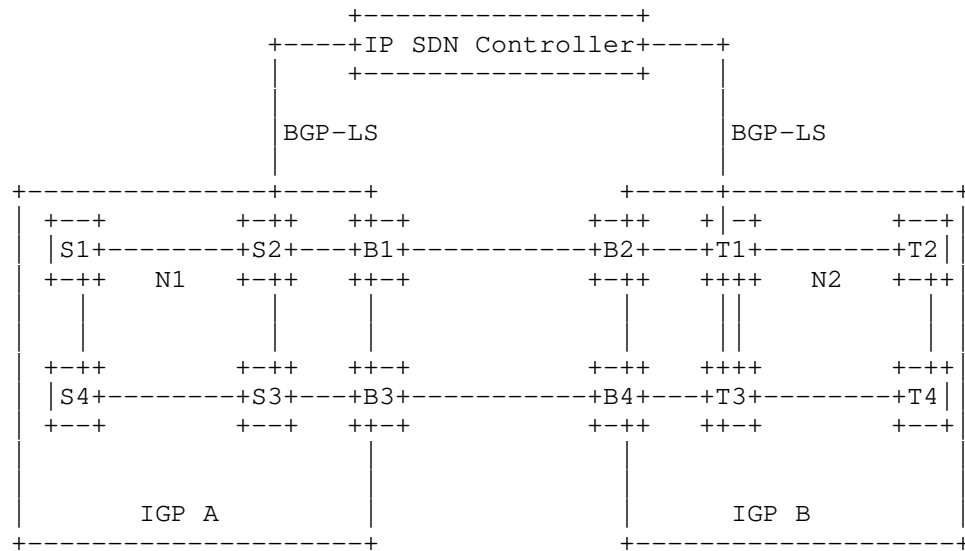 IP SDN Controller
BGP-LS BGP-LS
S1 S2 B1 B2 T1 T2
N1 N2
S4 S3 B3 B4 T3 T4
IGP A IGP B